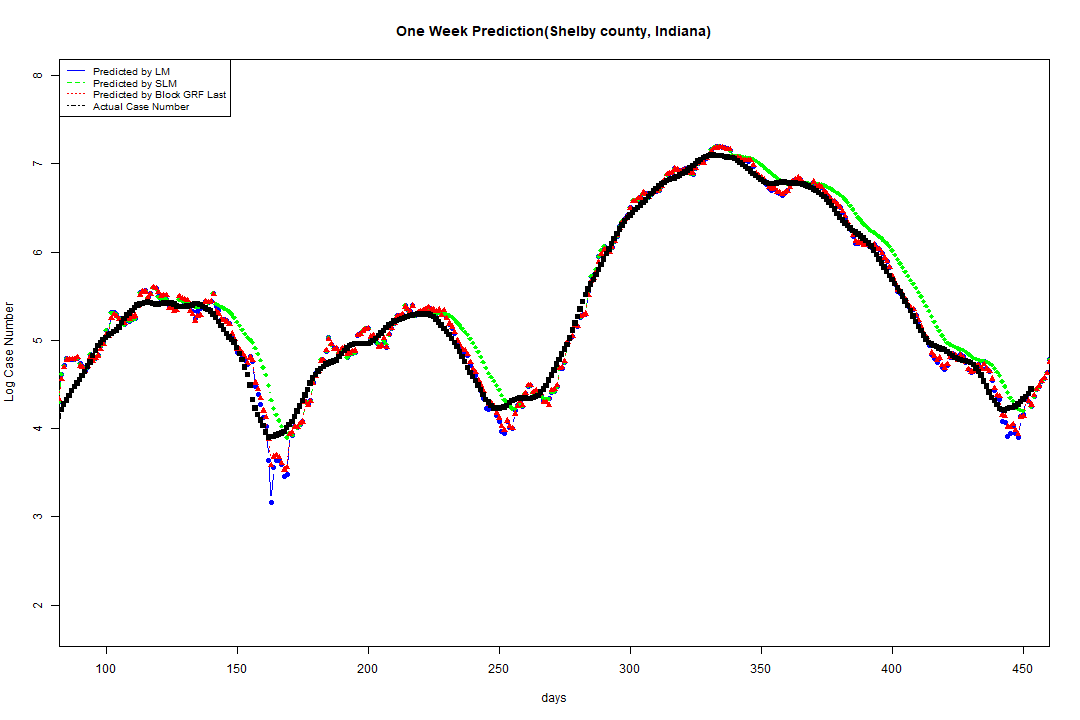 One Week Prediction(Shelby county, Indiana)
Predicted by LM
Predicted by SLM
Predicted by Block GRF Last
Actual Case Number
8
7
6
5
4
3
2
Log Case Number
100 150 200 250 300 350 400 450
days